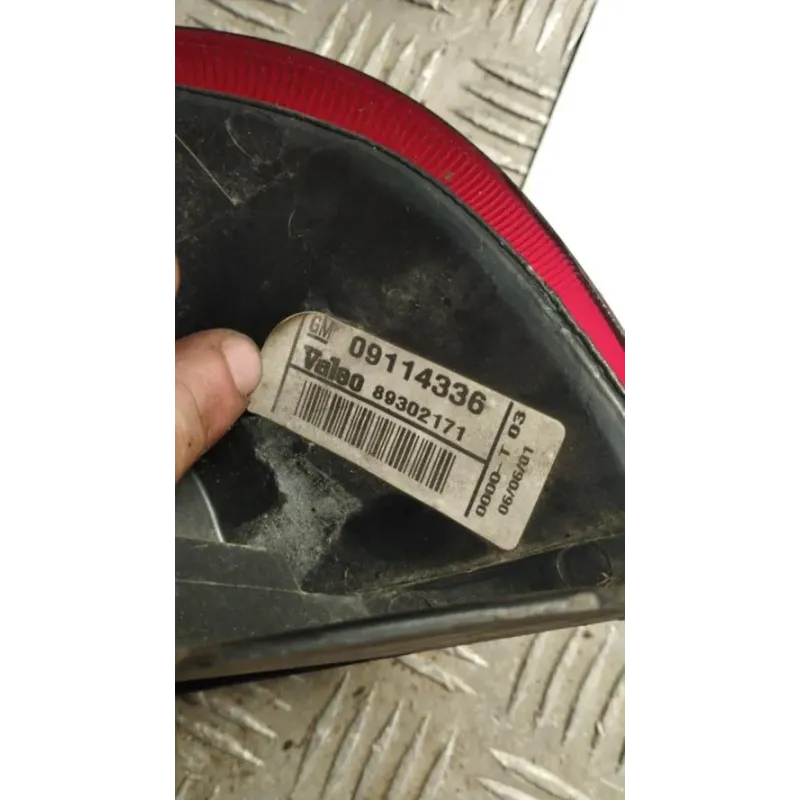 GM
09114336
Valeo 89302171
0000- T 03
06/06/01